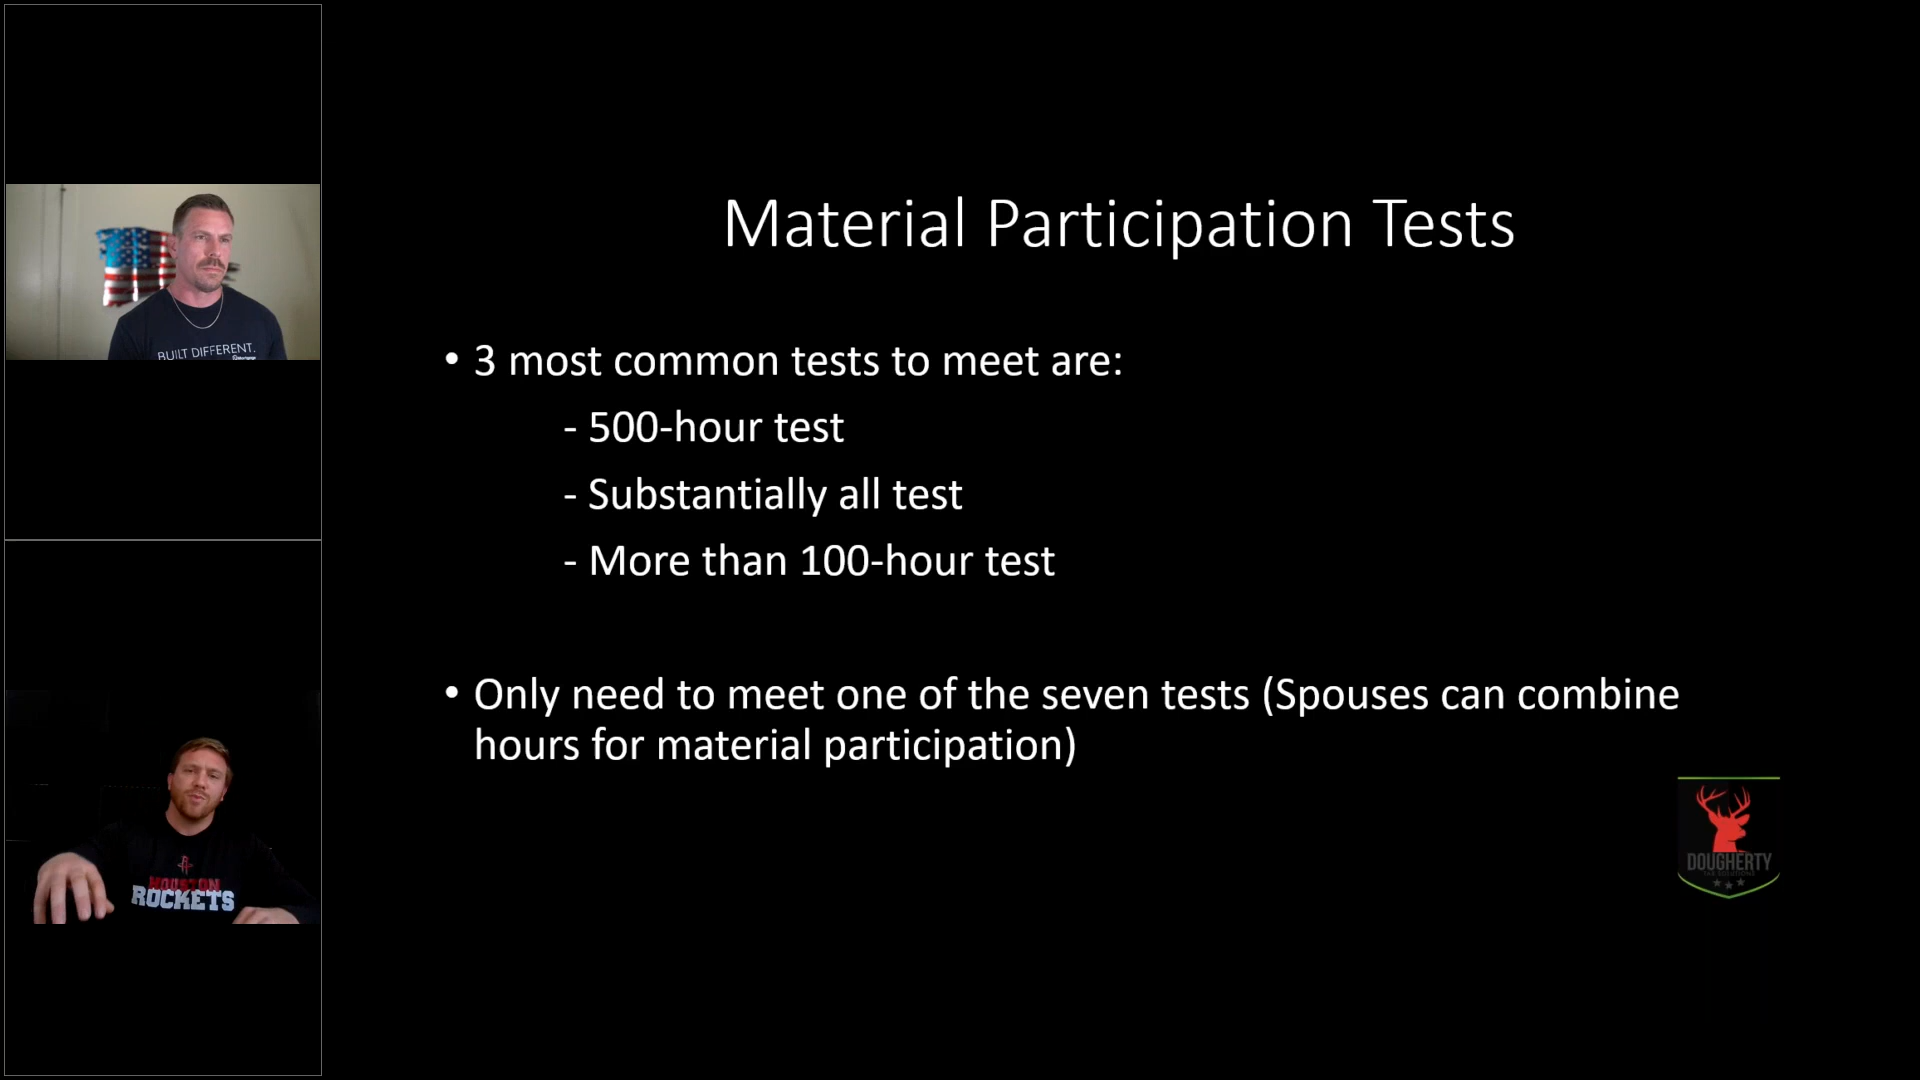 Material Participation Tests
• 3 most common tests to meet are:
- 500-hour test
- Substantially all test
- More than 100-hour test
• Only need to meet one of the seven tests (Spouses can combine
hours for material participation)
BUILT DIFFERENT.
HOUSTON
ROCKETS
DOUGHERTY
TAX SOLUTIONS